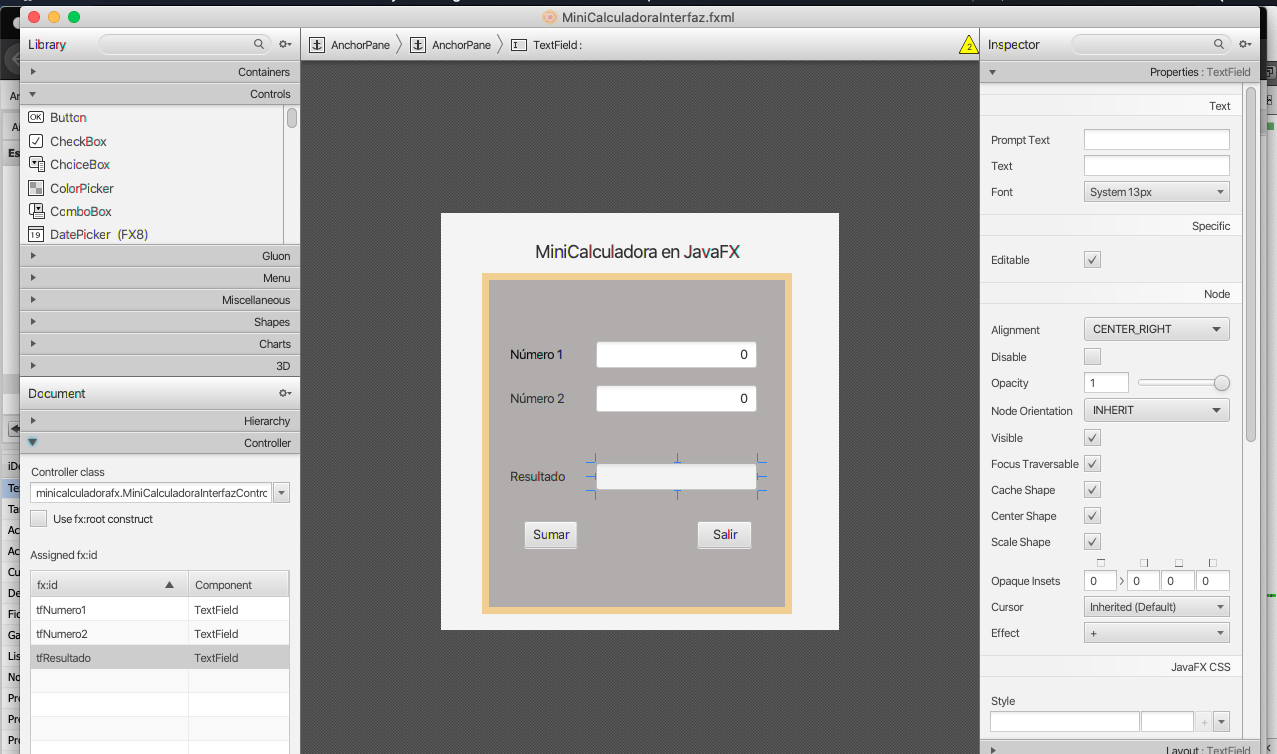 MiniCalculadoraInterfaz.fxml
Library
AnchorPane
AnchorPane
TextField :
2
Inspector
Containers
Controls
OK Button
CheckBox
ChoiceBox
ColorPicker
ComboBox
19 DatePicker (FX8)
Gluon
Menu
Miscellaneous
Shapes
Charts
3D
Document
Hierarchy
Controller
Controller class
minicalculadorafx.MiniCalculadoraInterfazContro
Use fx:root construct
Assigned fx:id
fx:id Component
tfNumero1 TextField
tfNumero2 TextField
tfResultado TextField
MiniCalculadora en JavaFX
Número 1 0
Número 2 0
Resultado
Sumar Salir
Properties : TextField
Text
Prompt Text
Text
Font System 13px
Specific
Editable
Node
Alignment CENTER_RIGHT
Disable
Opacity 1
Node Orientation INHERIT
Visible
Focus Traversable
Cache Shape
Center Shape
Scale Shape
Opaque Insets 0 0 0 0
Cursor Inherited (Default)
Effect +
JavaFX CSS
Style
+
Layout : TextField